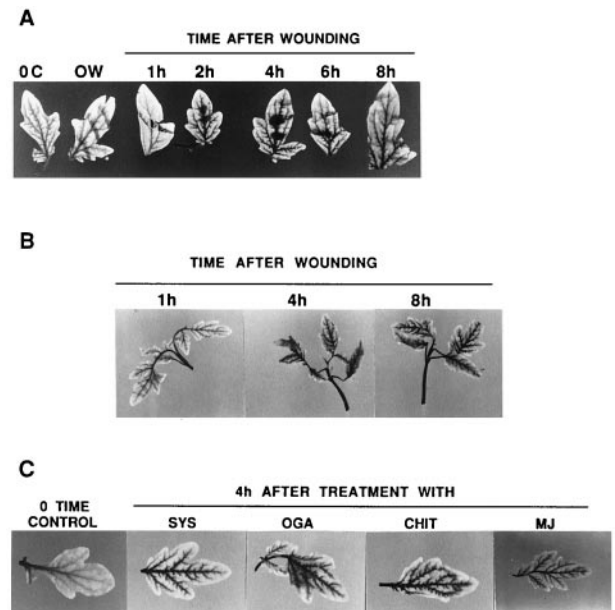 A
TIME AFTER WOUNDING
0 C OW 1h 2h 4h 6h 8h
B
TIME AFTER WOUNDING
1h 4h 8h
C
4h AFTER TREATMENT WITH
0 TIME
CONTROL
SYS OGA CHIT MJ